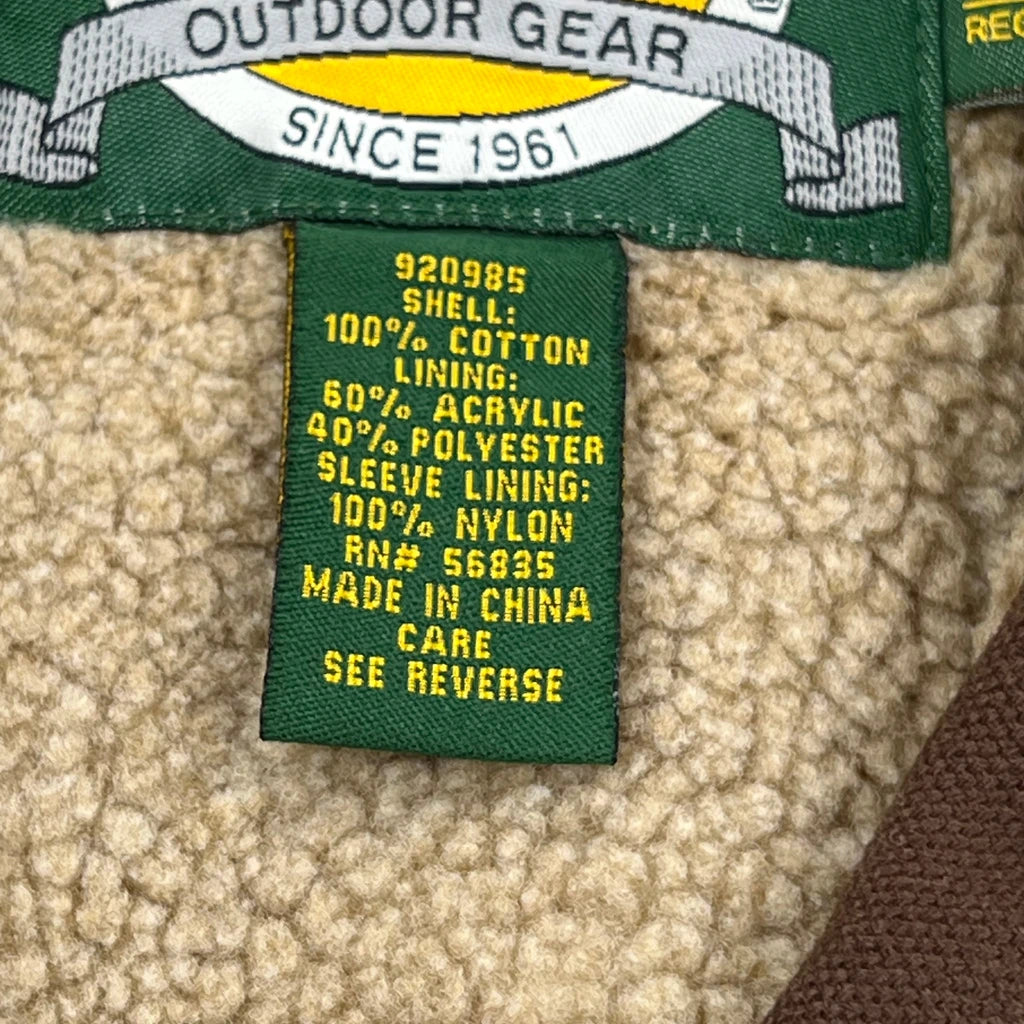 OUTDOOR GEAR
SINCE 1961
920985
SHELL:
100% COTTON
LINING:
60% ACRYLIC
40% POLYESTER
SLEEVE LINING:
100% NYLON
RN# 56835
MADE IN CHINA
CARE
SEE REVERSE